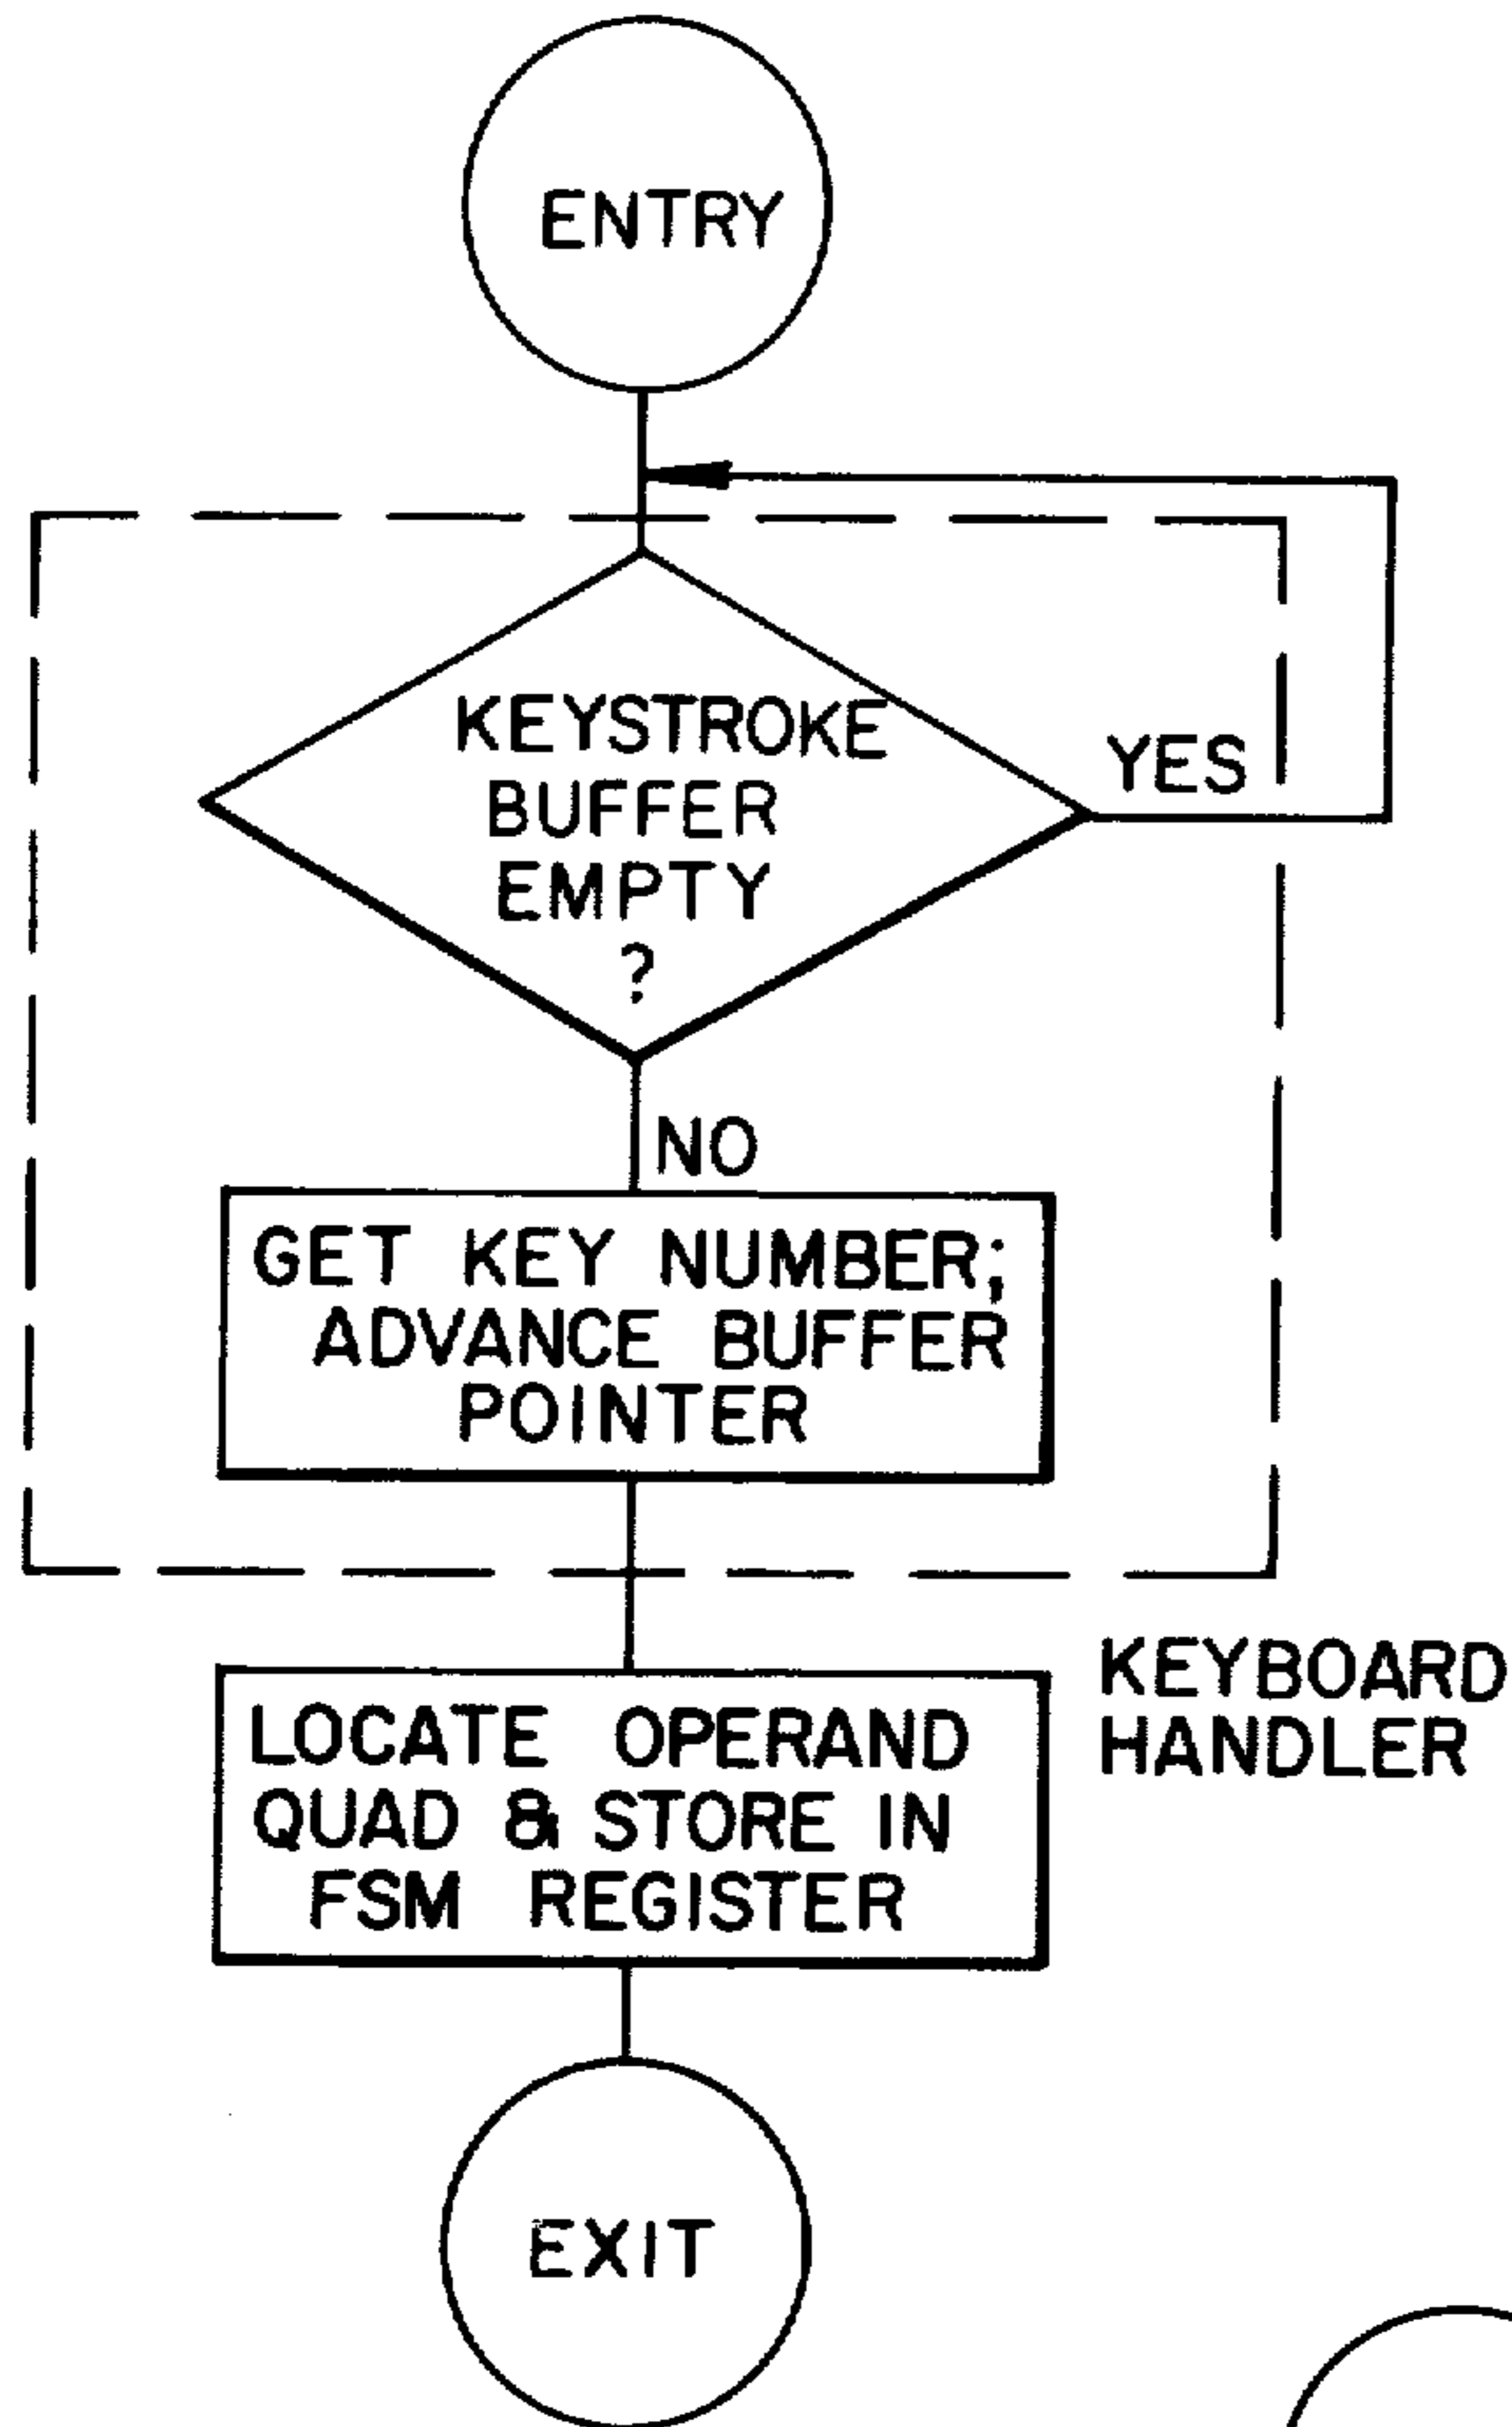 ENTRY
KEYSTROKE
BUFFER
EMPTY
?
YES
NO
GET KEY NUMBER;
ADVANCE BUFFER
POINTER
KEYBOARD
HANDLER
LOCATE OPERAND
QUAD & STORE IN
FSM REGISTER
EXIT